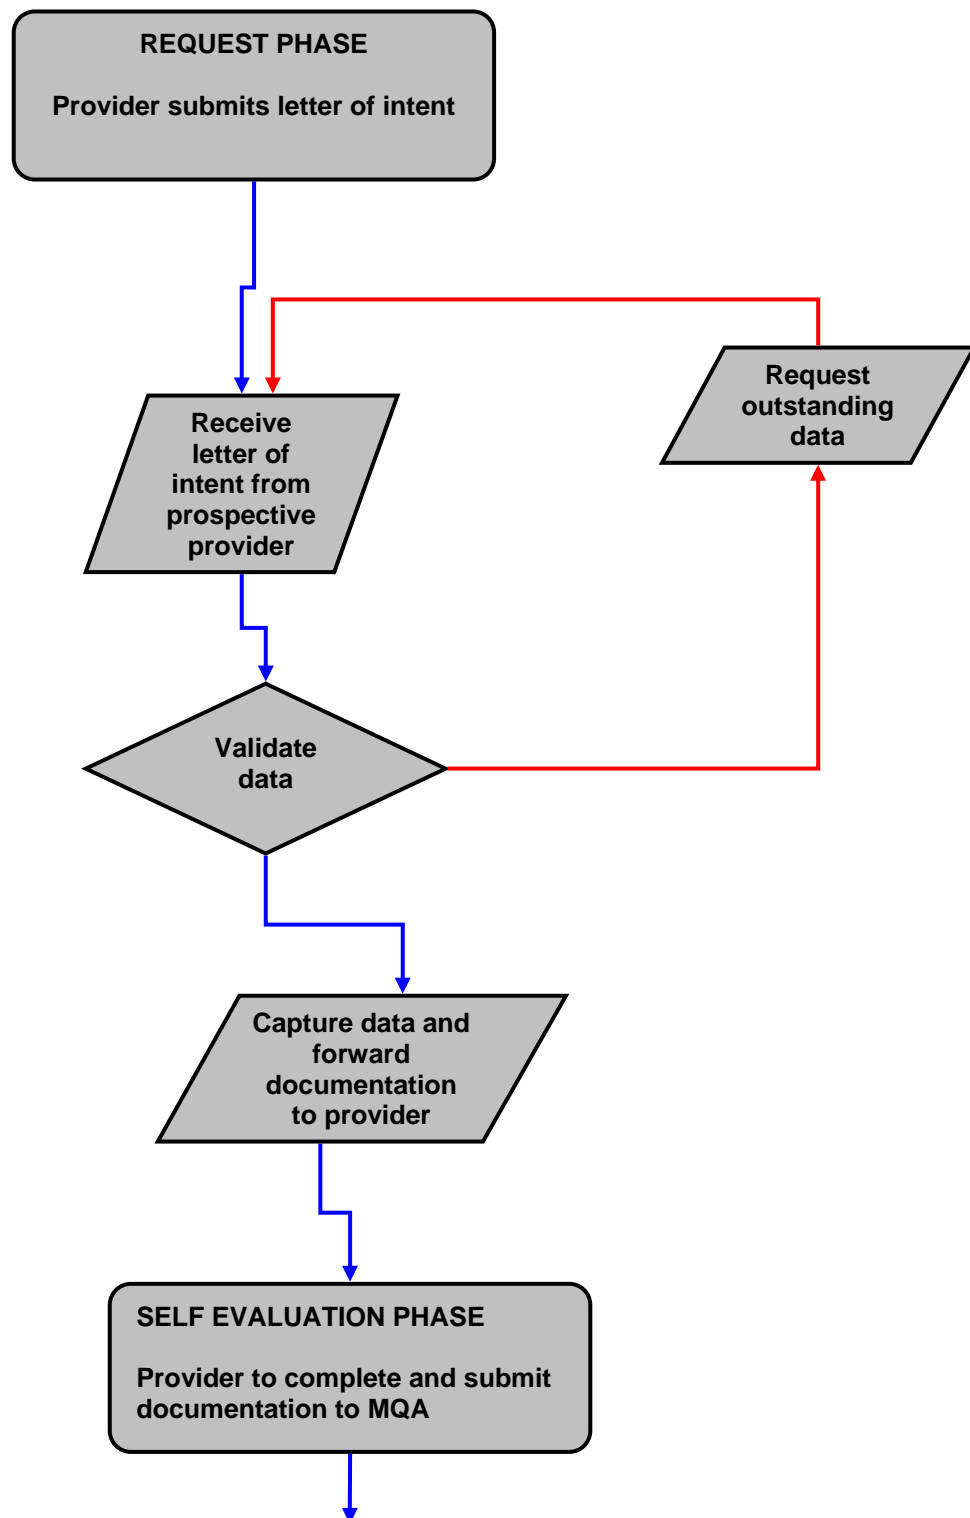 REQUEST PHASE
Provider submits letter of intent
Request
outstanding
data
Receive
letter of
intent from
prospective
provider
Validate
data
Capture data and
forward
documentation
to provider
SELF EVALUATION PHASE
Provider to complete and submit
documentation to MQA